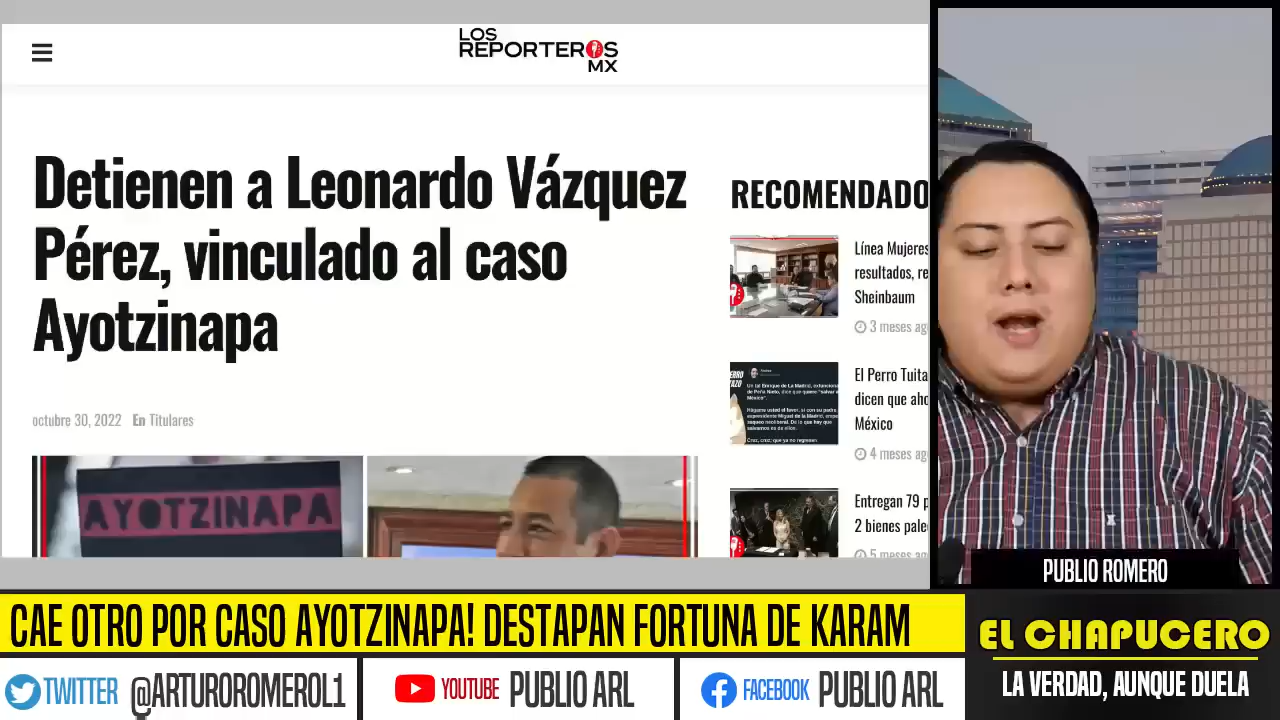 LOS
REPORTEROS
MX
Detienen a Leonardo Vázquez
Pérez, vinculado al caso
Ayotzinapa
octubre 30, 2022 En Titulares
AYOTZINAPA
RECOMENDADO
Línea Mujeres
resultados, re
Sheinbaum
3 meses ag
El Perro Tuita
dicen que aho
México
4 meses ag
Entregan 79 p
2 bienes pale
5 meses ag
PUBLIO ROMERO
CAE OTRO POR CASO AYOTZINAPA! DESTAPAN FORTUNA DE KARAM
EL CHAPUCERO
LA VERDAD, AUNQUE DUELA
TWITTER @ARTUROROMEROL1
YOUTUBE PUBLIO ARL
FACEBOOK PUBLIO ARL